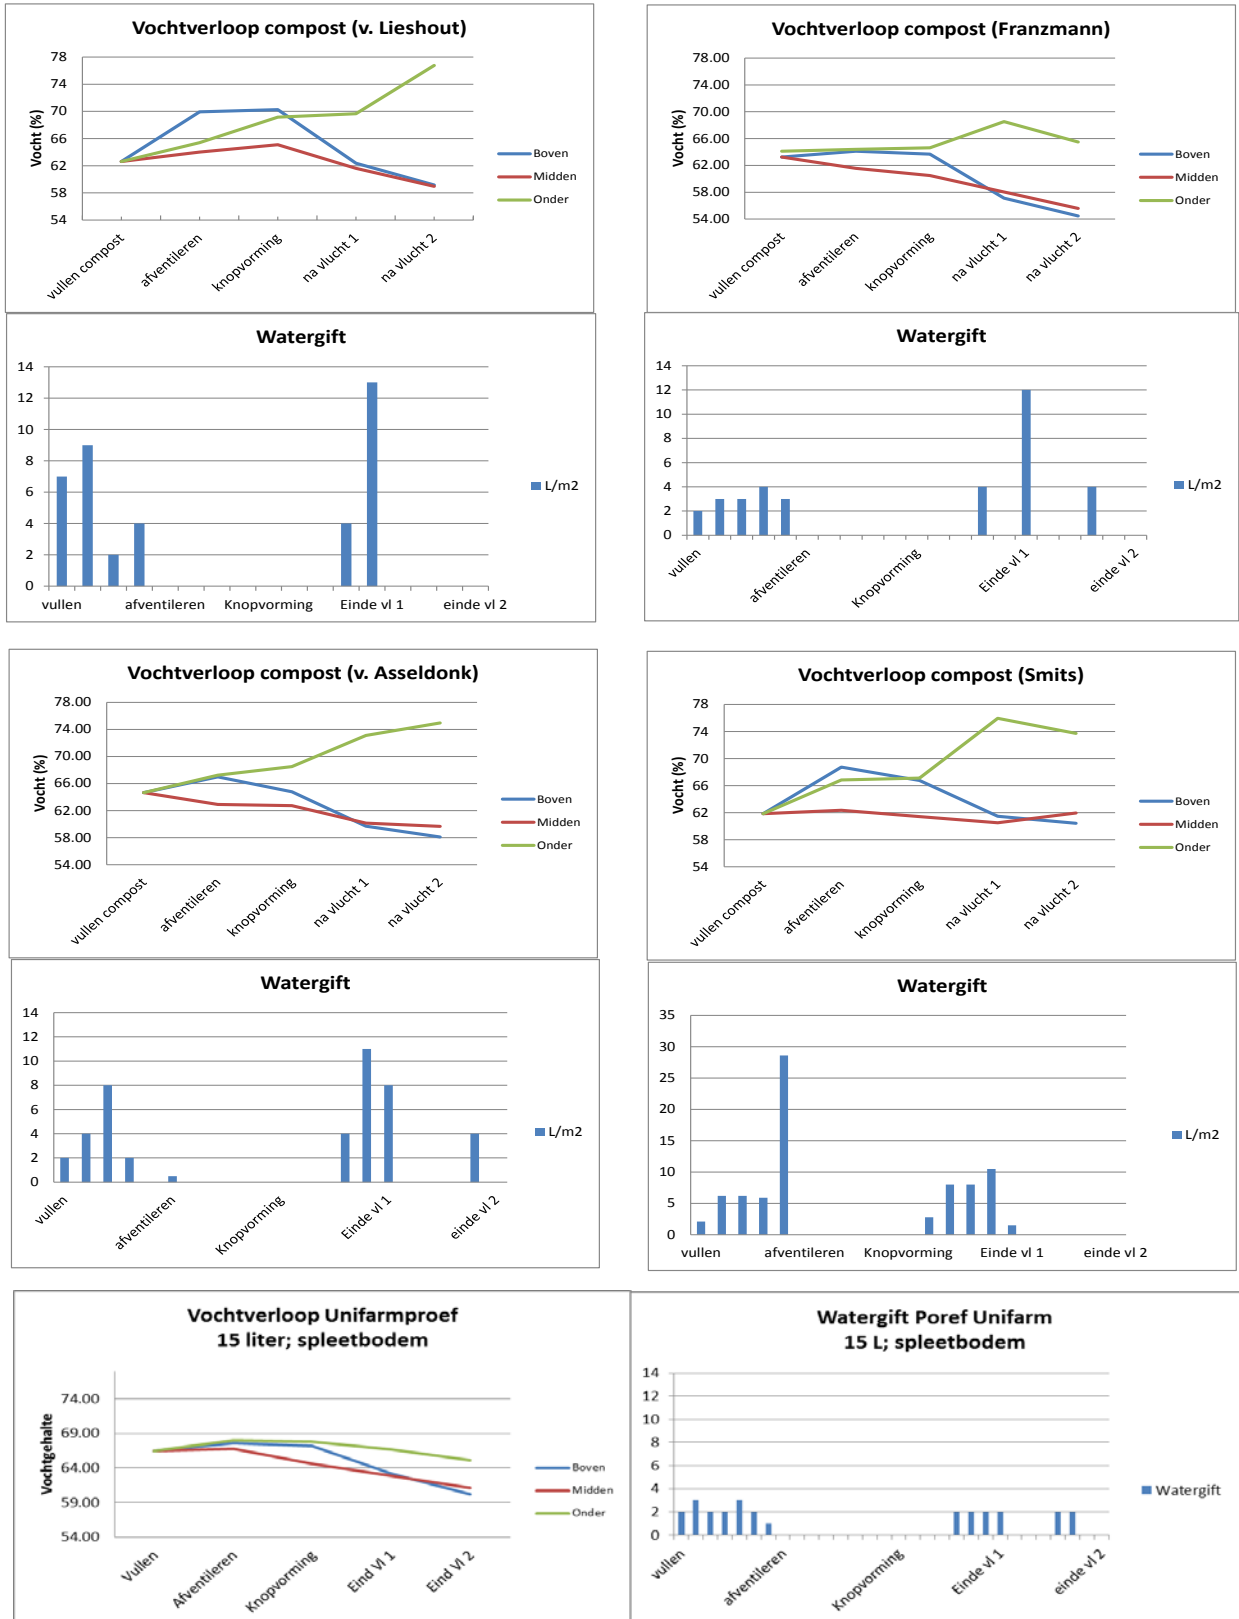 Vochtverloop compost (v. Lieshout)
78
74
70
66
62
58
54
Vocht (%)
vullen compost
afventileren
knopvorming
na vlucht 1
na vlucht 2
Boven
Midden
Onder
Vochtverloop compost (Franzmann)
78.00
74.00
70.00
66.00
62.00
58.00
54.00
Vocht (%)
vullen compost
afventileren
knopvorming
na vlucht 1
na vlucht 2
Boven
Midden
Onder
Watergift
14
12
10
8
6
4
2
0
vullen
afventileren
Knopvorming
Einde vl 1
einde vl 2
L/m2
Watergift
14
12
10
8
6
4
2
0
vullen
afventileren
Knopvorming
Einde vl 1
einde vl 2
L/m2
Vochtverloop compost (v. Asseldonk)
78.00
74.00
70.00
66.00
62.00
58.00
54.00
Vocht (%)
vullen compost
afventileren
knopvorming
na vlucht 1
na vlucht 2
Boven
Midden
Onder
Vochtverloop compost (Smits)
78
74
70
66
62
58
54
Vocht (%)
vullen compost
afventileren
knopvorming
na vlucht 1
na vlucht 2
Boven
Midden
Onder
Watergift
14
12
10
8
6
4
2
0
vullen
afventileren
Knopvorming
Einde vl 1
einde vl 2
L/m2
Watergift
35
30
25
20
15
10
5
0
vullen
afventileren
Knopvorming
Einde vl 1
einde vl 2
L/m2
Vochtverloop Unifarmproef
15 liter; spleetbodem
74.00
69.00
64.00
59.00
54.00
Vochtgehalte
Vullen
Afventileren
Knopvorming
Eind Vl 1
Eind Vl 2
Boven
Midden
Onder
Watergift Poref Unifarm
15 L; spleetbodem
14
12
10
8
6
4
2
0
vullen
afventileren
Knopvorming
Einde vl 1
einde vl 2
Watergift